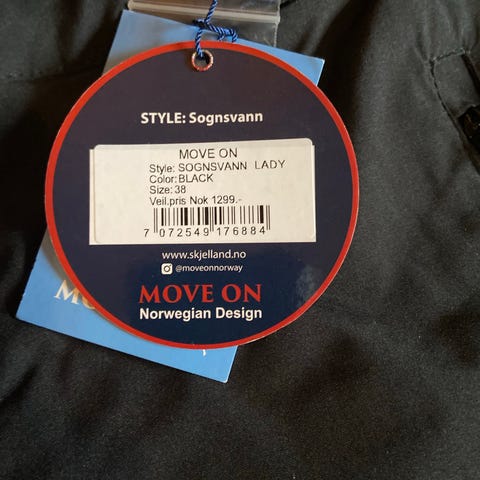 STYLE: Sognsvann
MOVE ON
Style: SOGNSVANN LADY
Color: BLACK
Size: 38
Veil.pris Nok 1299.-
7 072549 176884
www.skjelland.no
@moveonnorway
MOVE ON
Norwegian Design